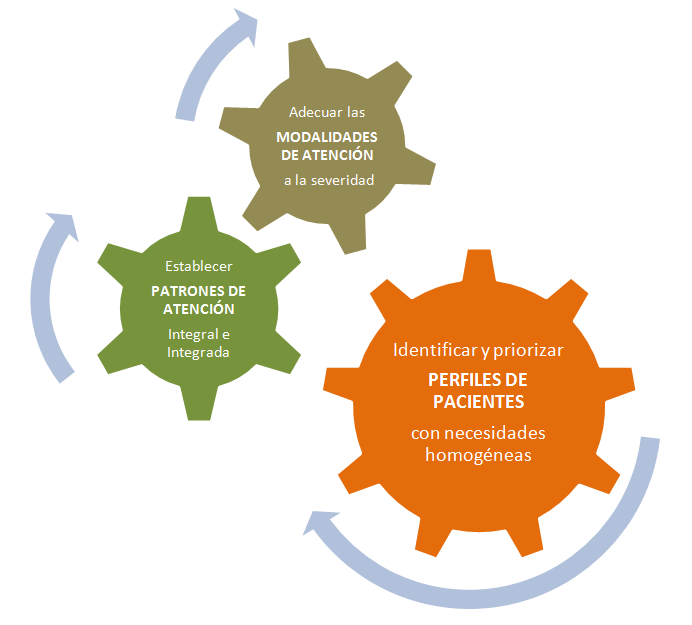 Adecuar las
MODALIDADES
DE ATENCIÓN
a la severidad
Establecer
PATRONES DE
ATENCIÓN
Integral e
Integrada
Identificar y priorizar
PERFILES DE
PACIENTES
con necesidades
homogéneas